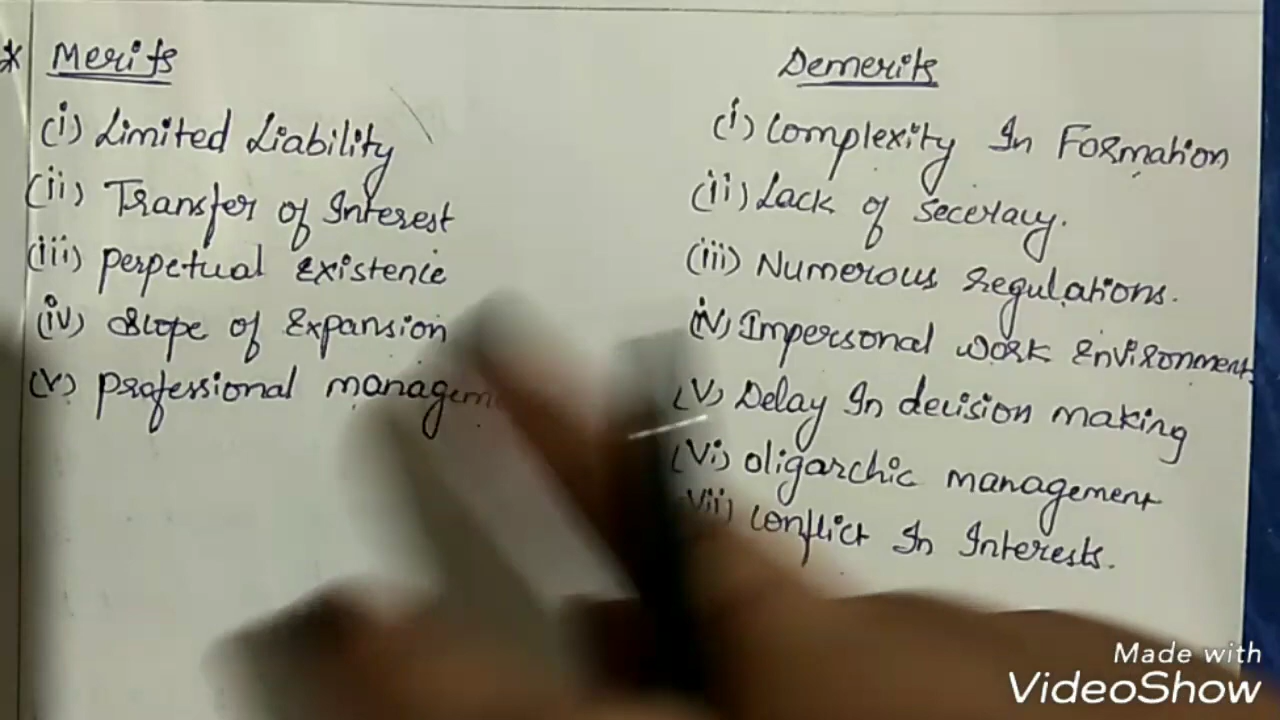 * Merits
(i) Limited Liability
(ii) Transfer of Interest
(iii) Perpetual Existence
(iv) Scope of Expansion
(v) Professional
Demerits
(i) Complexity In Formation
(ii) Lack of Seceracy.
(iii) Numerous regulations.
(iv) Impersonal work Environment.
(V) Delay In decision making
(Vi) oligarchic management
Vii) Conflict In Interests.
Made with
VideoShow